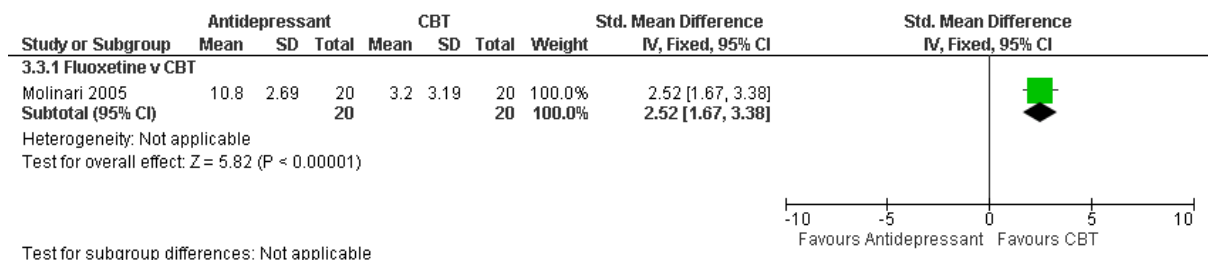 Antidepressant CBT Std. Mean Difference Std. Mean Difference
Study or Subgroup Mean SD Total Mean SD Total Weight IV, Fixed, 95% CI IV, Fixed, 95% CI
3.3.1 Fluoxetine v CBT
Molinari 2005 10.8 2.69 20 3.2 3.19 20 100.0% 2.52 [1.67, 3.38]
Subtotal (95% CI) 20 20 100.0% 2.52 [1.67, 3.38]
Heterogeneity: Not applicable
Test for overall effect: Z = 5.82 (P < 0.00001)
-10 -5 0 5 10
Favours Antidepressant Favours CBT
Test for subgroup differences: Not applicable